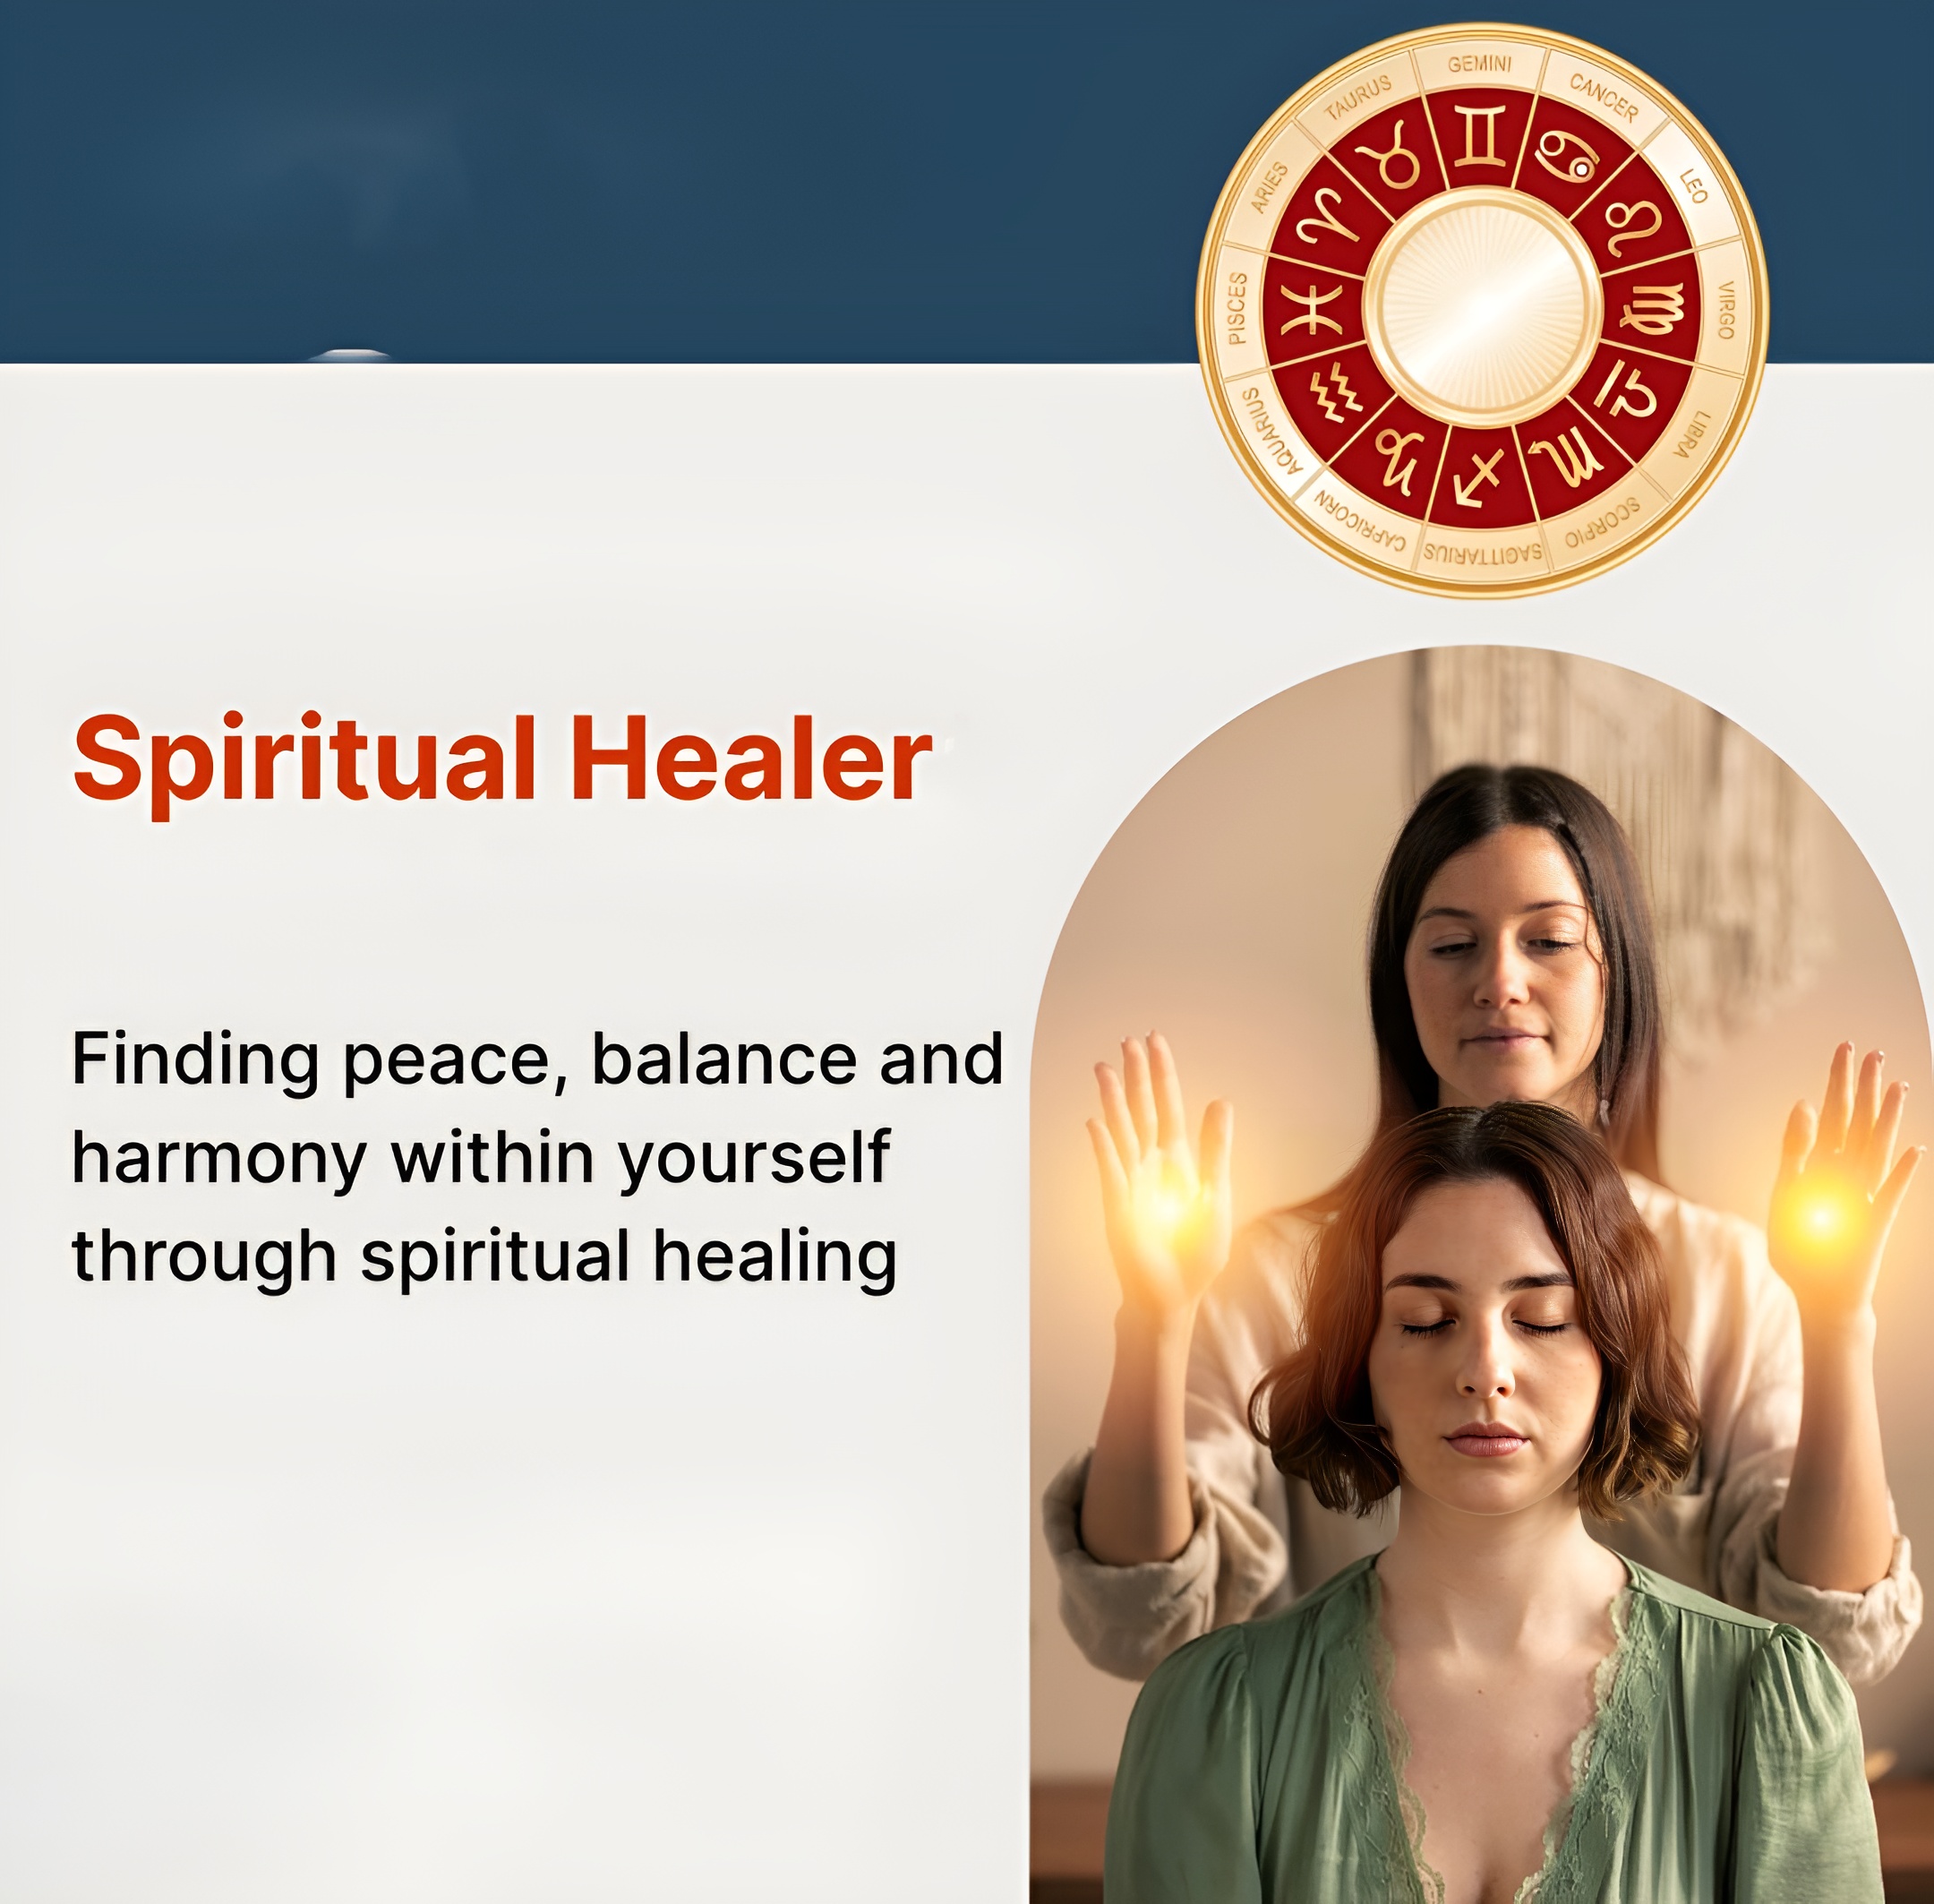 GEMINI
CANCER
LEO
VIRGO
LIBRA
SCORPIO
SAGITTARIUS
CAPRICORN
AQUARIUS
PISCES
ARIES
TAURUS
Spiritual Healer
Finding peace, balance and
harmony within yourself
through spiritual healing